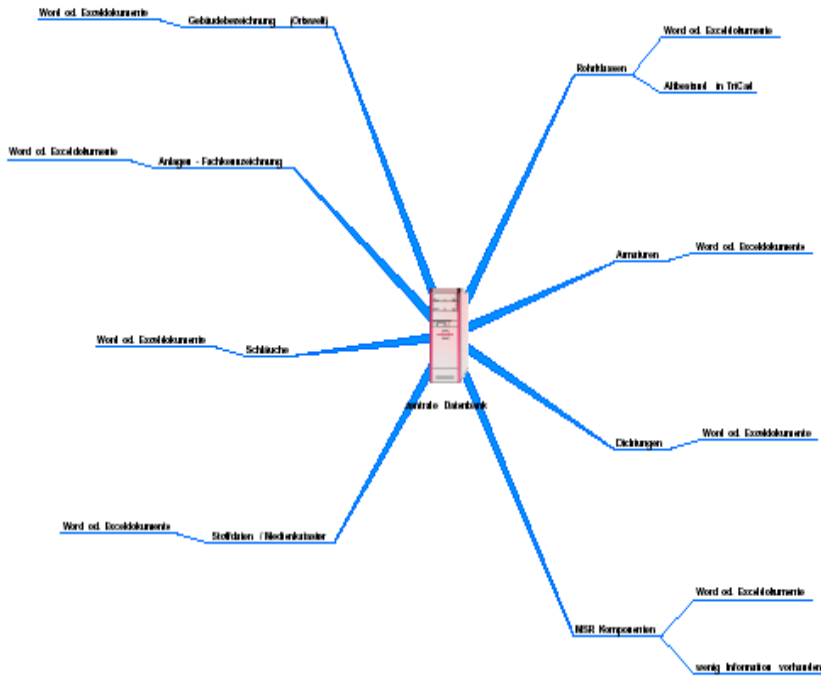 Word od. Exceldokumente
Gebäudebezeichnung (Ortswelt)
Word od. Exceldokumente
Rohrklassen
Altbestand in TriCad
Word od. Exceldokumente
Anlagen - Fachkennzeichnung
Armaturen
Word od. Exceldokumente
Word od. Exceldokumente
Schläuche
zentrale Datenbank
Dichtungen
Word od. Exceldokumente
Word od. Exceldokumente
Stoffdaten / Medienkataster
MSR Komponenten
Word od. Exceldokumente
wenig Information vorhanden